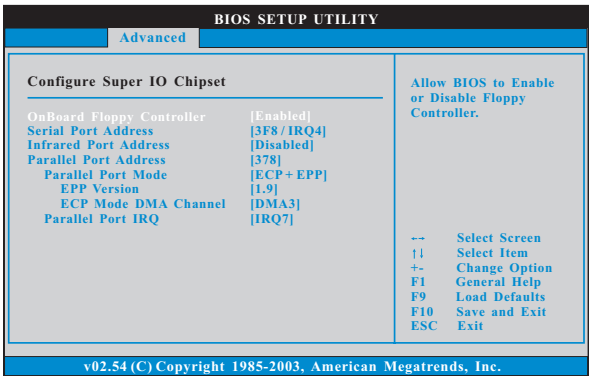 BIOS SETUP UTILITY
Advanced
Configure Super IO Chipset
OnBoard Floppy Controller [Enabled]
Serial Port Address [3F8 / IRQ4]
Infrared Port Address [Disabled]
Parallel Port Address [378]
Parallel Port Mode [ECP + EPP]
EPP Version [1.9]
ECP Mode DMA Channel [DMA3]
Parallel Port IRQ [IRQ7]
Allow BIOS to Enable
or Disable Floppy
Controller.
←→ Select Screen
↑↓ Select Item
+- Change Option
F1 General Help
F9 Load Defaults
F10 Save and Exit
ESC Exit
v02.54 (C) Copyright 1985-2003, American Megatrends, Inc.